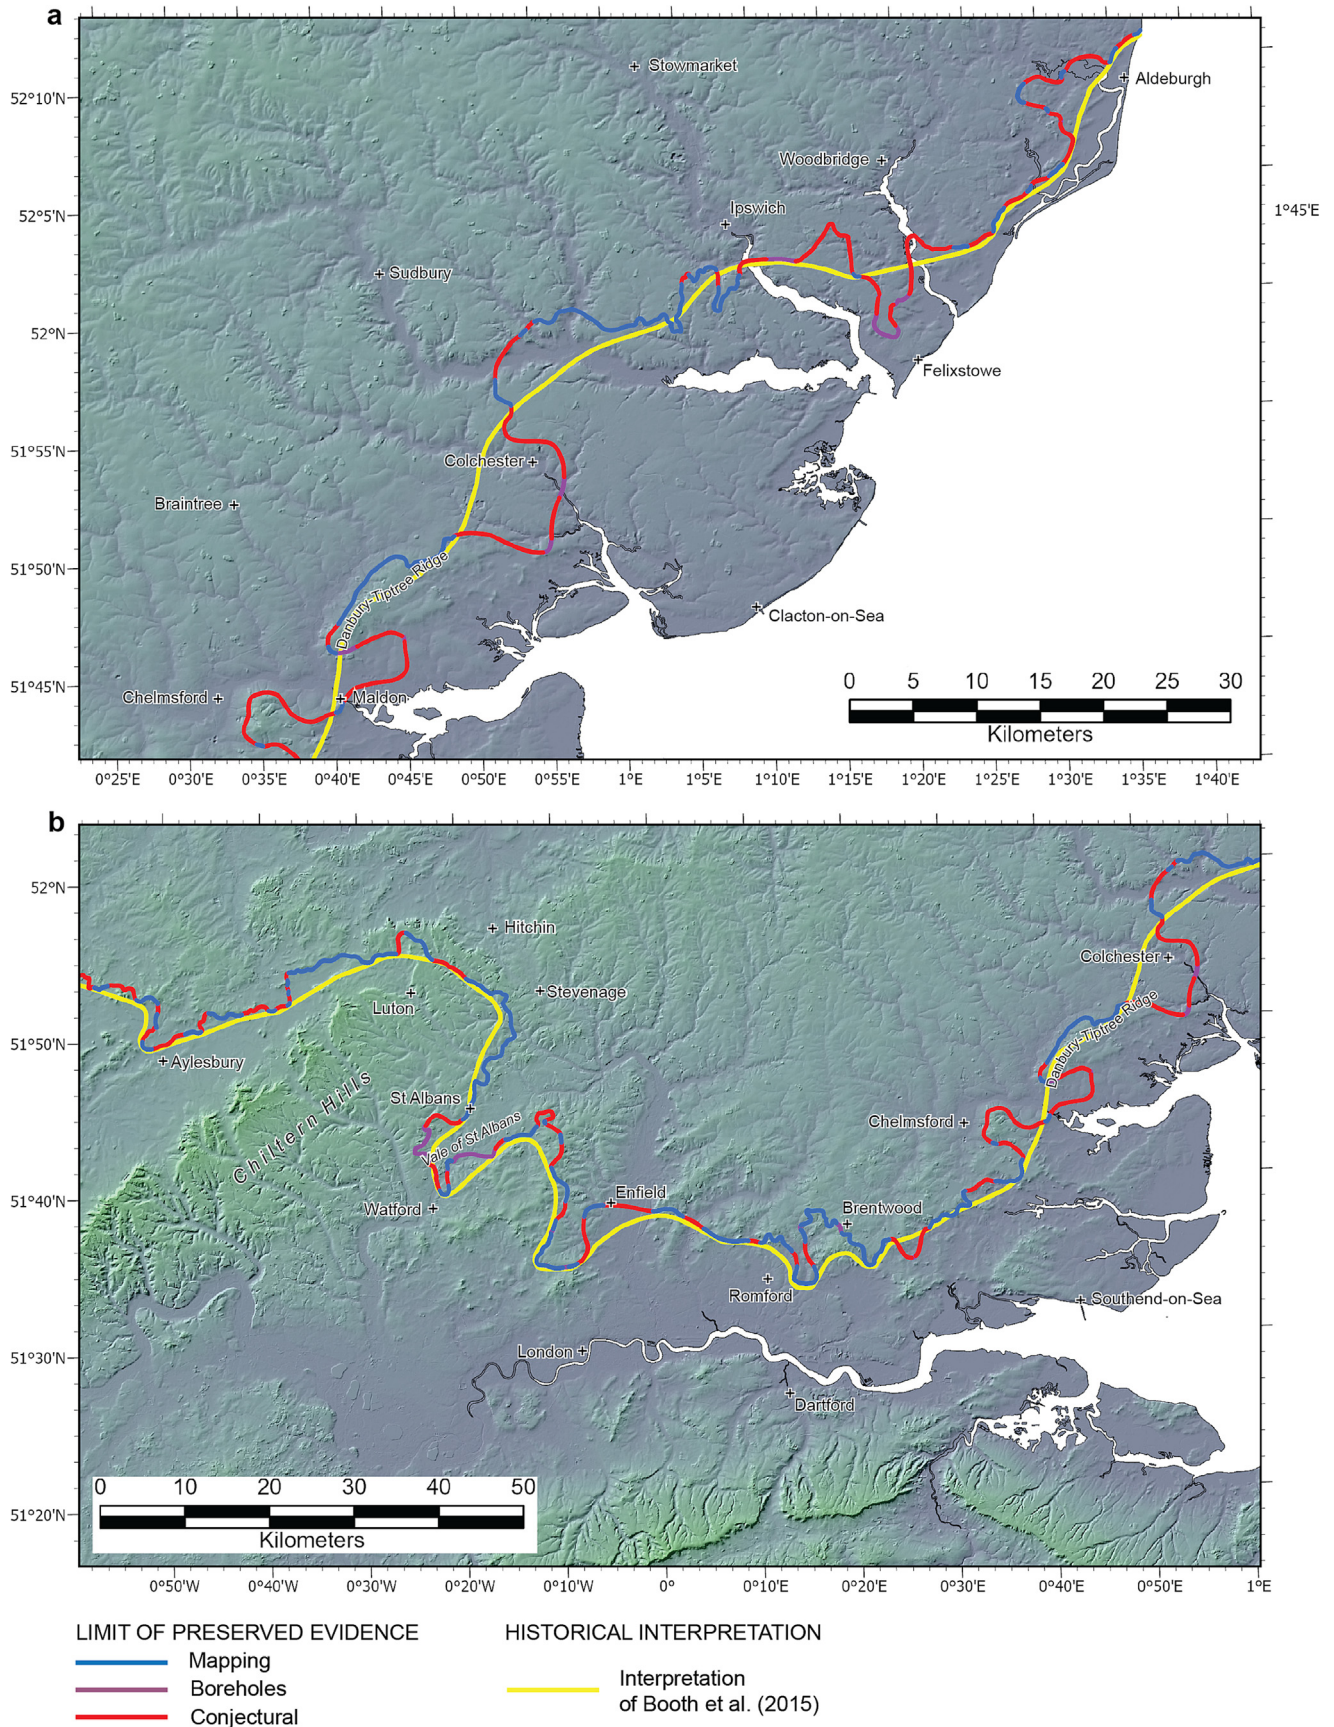 a
Stowmarket
Aldeburgh
52°10'N
Woodbridge
Ipswich
52°5'N
1°45'E
Sudbury
52°N
Felixstowe
51°55'N
Colchester
Braintree
51°50'N
Danbury-Tiptree Ridge
Clacton-on-Sea
51°45'N
Chelmsford
Maldon
0 5 10 15 20 25 30
Kilometers
0°25'E 0°30'E 0°35'E 0°40'E 0°45'E 0°50'E 0°55'E 1°E 1°5'E 1°10'E 1°15'E 1°20'E 1°25'E 1°30'E 1°35'E 1°40'E
b
52°N
Hitchin
Colchester
Stevenage
Luton
Danbury-Tiptree Ridge
51°50'N
Aylesbury
Chiltern Hills
St Albans
Vale of St Albans
Chelmsford
51°40'N
Watford
Enfield
Brentwood
Romford
Southend-on-Sea
51°30'N
London
Dartford
0 10 20 30 40 50
Kilometers
51°20'N
0°50'W 0°40'W 0°30'W 0°20'W 0°10'W 0° 0°10'E 0°20'E 0°30'E 0°40'E 0°50'E 1°E
LIMIT OF PRESERVED EVIDENCE
Mapping
Boreholes
Conjectural
HISTORICAL INTERPRETATION
Interpretation
of Booth et al. (2015)